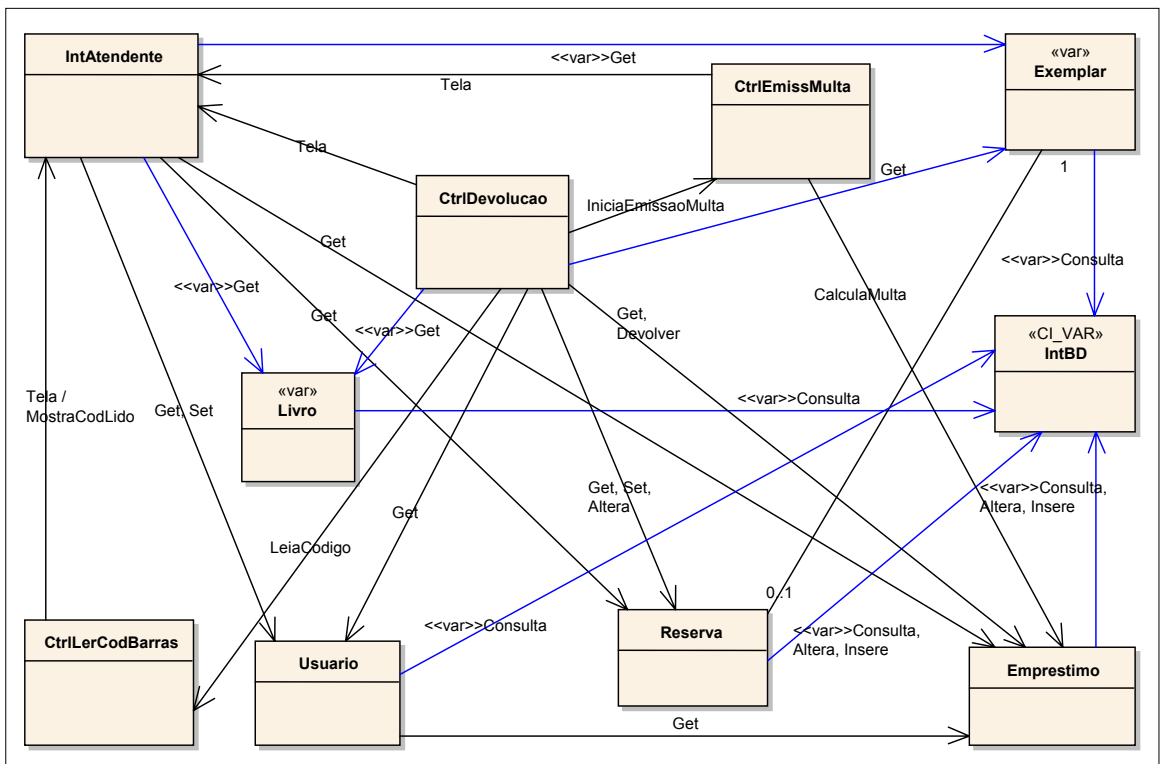 IntAtendente
<<var>>Get
«var»
Exemplar
Tela
CtrlEmissMulta
Tela
1
CtrlDevolucao
Get
IniciaEmissaoMulta
Get
<<var>>Consulta
<<var>>Get
CalculaMulta
Get
Get,
Devolver
<<var>>Get
«CI_VAR»
IntBD
«var»
Livro
Tela /
MostraCodLido
Get, Set
<<var>>Consulta
Get, Set,
Altera
<<var>>Consulta,
Altera, Insere
Get
LeiaCodigo
0..1
CtrlLerCodBarras
Usuario
<<var>>Consulta
Reserva
<<var>>Consulta,
Altera, Insere
Emprestimo
Get